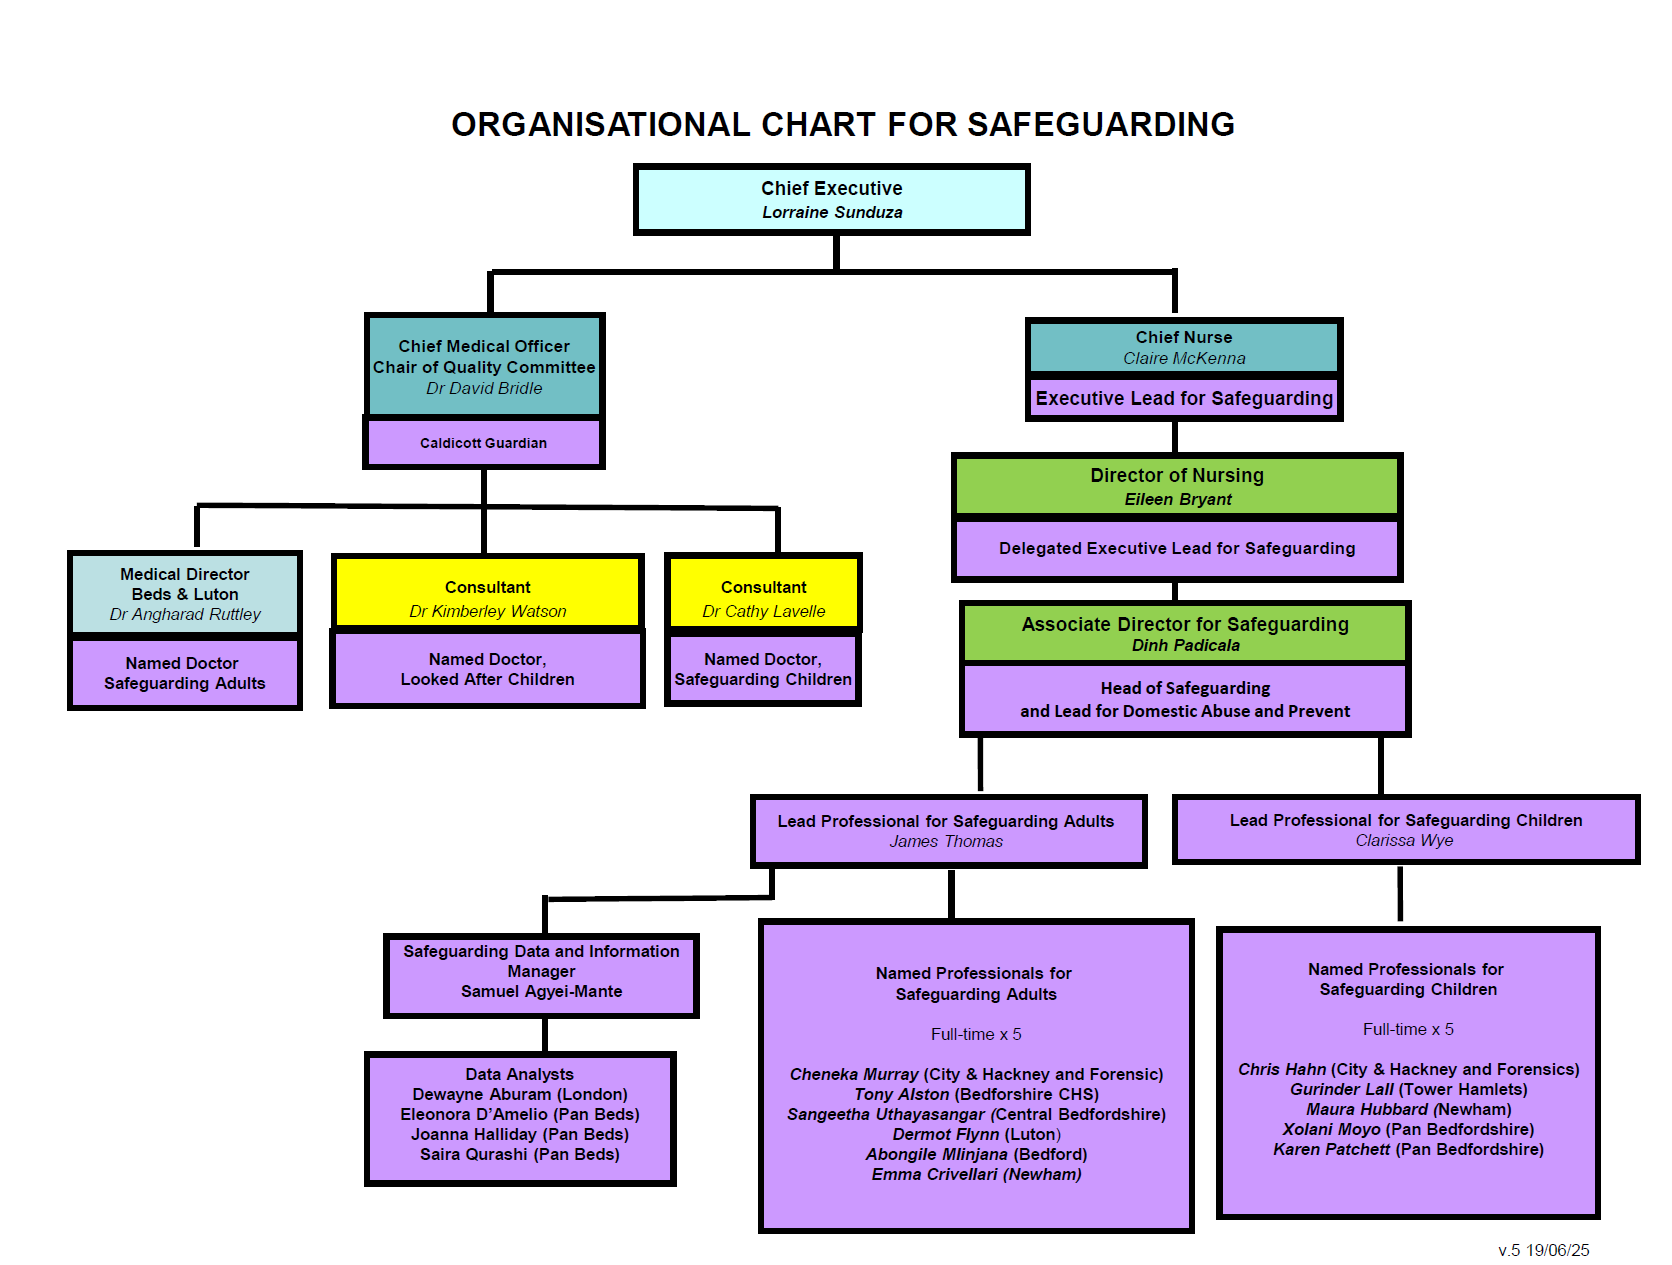 ORGANISATIONAL CHART FOR SAFEGUARDING
Chief Executive
Lorraine Sunduza
Chief Medical Officer
Chair of Quality Committee
Dr David Bridle
Caldicott Guardian
Chief Nurse
Claire McKenna
Executive Lead for Safeguarding
Director of Nursing
Eileen Bryant
Delegated Executive Lead for Safeguarding
Medical Director
Beds & Luton
Dr Angharad Ruttley
Named Doctor
Safeguarding Adults
Consultant
Dr Kimberley Watson
Named Doctor,
Looked After Children
Consultant
Dr Cathy Lavelle
Named Doctor,
Safeguarding Children
Associate Director for Safeguarding
Dinh Padicala
Head of Safeguarding
and Lead for Domestic Abuse and Prevent
Lead Professional for Safeguarding Adults
James Thomas
Lead Professional for Safeguarding Children
Clarissa Wye
Safeguarding Data and Information
Manager
Samuel Agyei-Mante
Data Analysts
Dewayne Aburam (London)
Eleonora D’Amelio (Pan Beds)
Joanna Halliday (Pan Beds)
Saira Qurashi (Pan Beds)
Named Professionals for
Safeguarding Adults
Full-time x 5
Cheneka Murray (City & Hackney and Forensic)
Tony Alston (Bedforshire CHS)
Sangeetha Uthayasangar (Central Bedfordshire)
Dermot Flynn (Luton)
Abongile Mlinjana (Bedford)
Emma Crivellari (Newham)
Named Professionals for
Safeguarding Children
Full-time x 5
Chris Hahn (City & Hackney and Forensics)
Gurinder Lall (Tower Hamlets)
Maura Hubbard (Newham)
Xolani Moyo (Pan Bedfordshire)
Karen Patchett (Pan Bedfordshire)
v.5 19/06/25